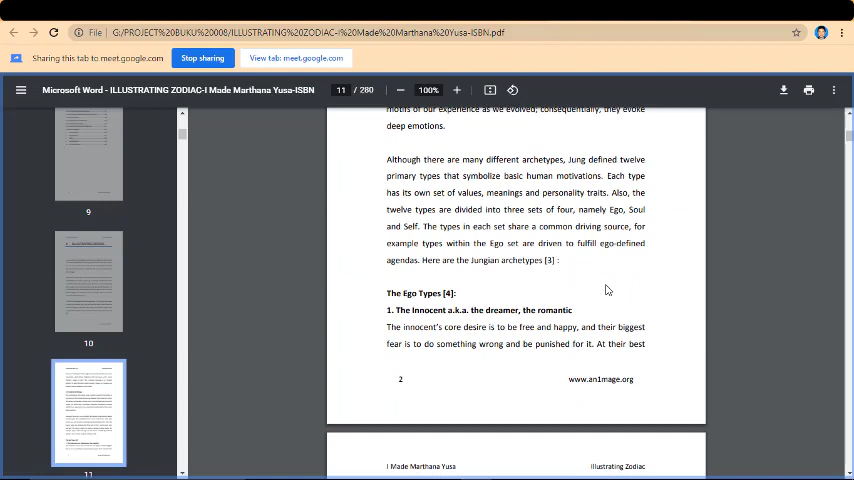 File
G:/PROJECT%20BUKU%20008/ILLUSTRATING%20ZODIAC-I%20Made%20Marthana%20Yusa-ISBN.pdf
Sharing this tab to meet.google.com
Stop sharing
View tab: meet.google.com
Microsoft Word - ILLUSTRATING ZODIAC-I Made Marthana Yusa-ISBN
11 / 280
100%
9
10
11
motifs of our experience as we evolved; consequentially, they evoke
deep emotions.
Although there are many different archetypes, Jung defined twelve
primary types that symbolize basic human motivations. Each type
has its own set of values, meanings and personality traits. Also, the
twelve types are divided into three sets of four, namely Ego, Soul
and Self. The types in each set share a common driving source, for
example types within the Ego set are driven to fulfill ego-defined
agendas. Here are the Jungian archetypes [3] :
The Ego Types [4]:
1. The Innocent a.k.a. the dreamer, the romantic
The innocent's core desire is to be free and happy, and their biggest
fear is to do something wrong and be punished for it. At their best
2
www.an1mage.org
I Made Marthana Yusa
Illustrating Zodiac